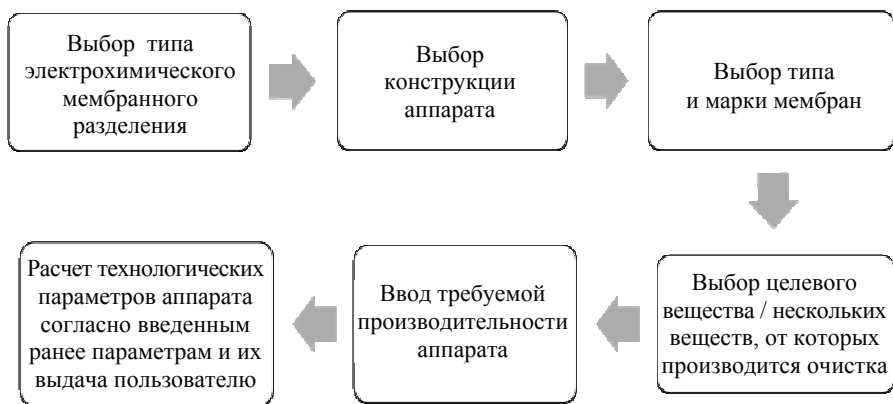 Выбор типа
электрохимического
мембранного
разделения
Выбор
конструкции
аппарата
Выбор типа
и марки мембран
Выбор целевого
вещества / нескольких
веществ, от которых
производится очистка
Ввод требуемой
производительности
аппарата
Расчет технологических
параметров аппарата
согласно введенным
ранее параметрам и их
выдача пользователю